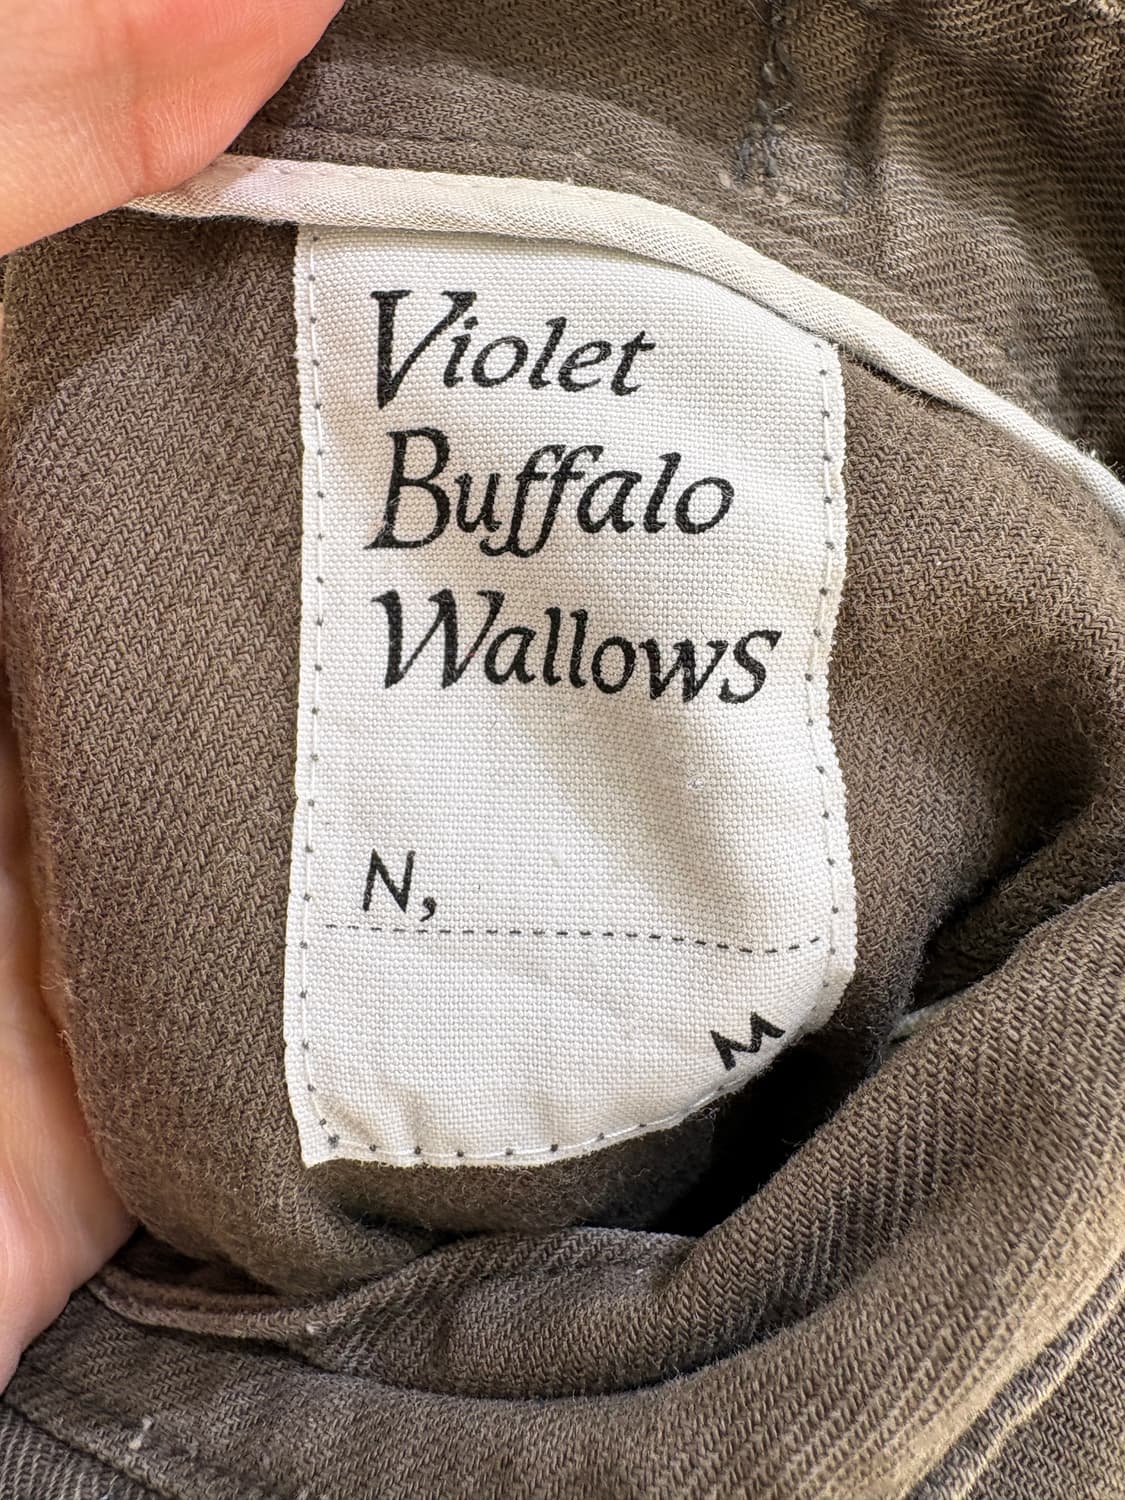 Violet
Buffalo
Wallows
N,
M